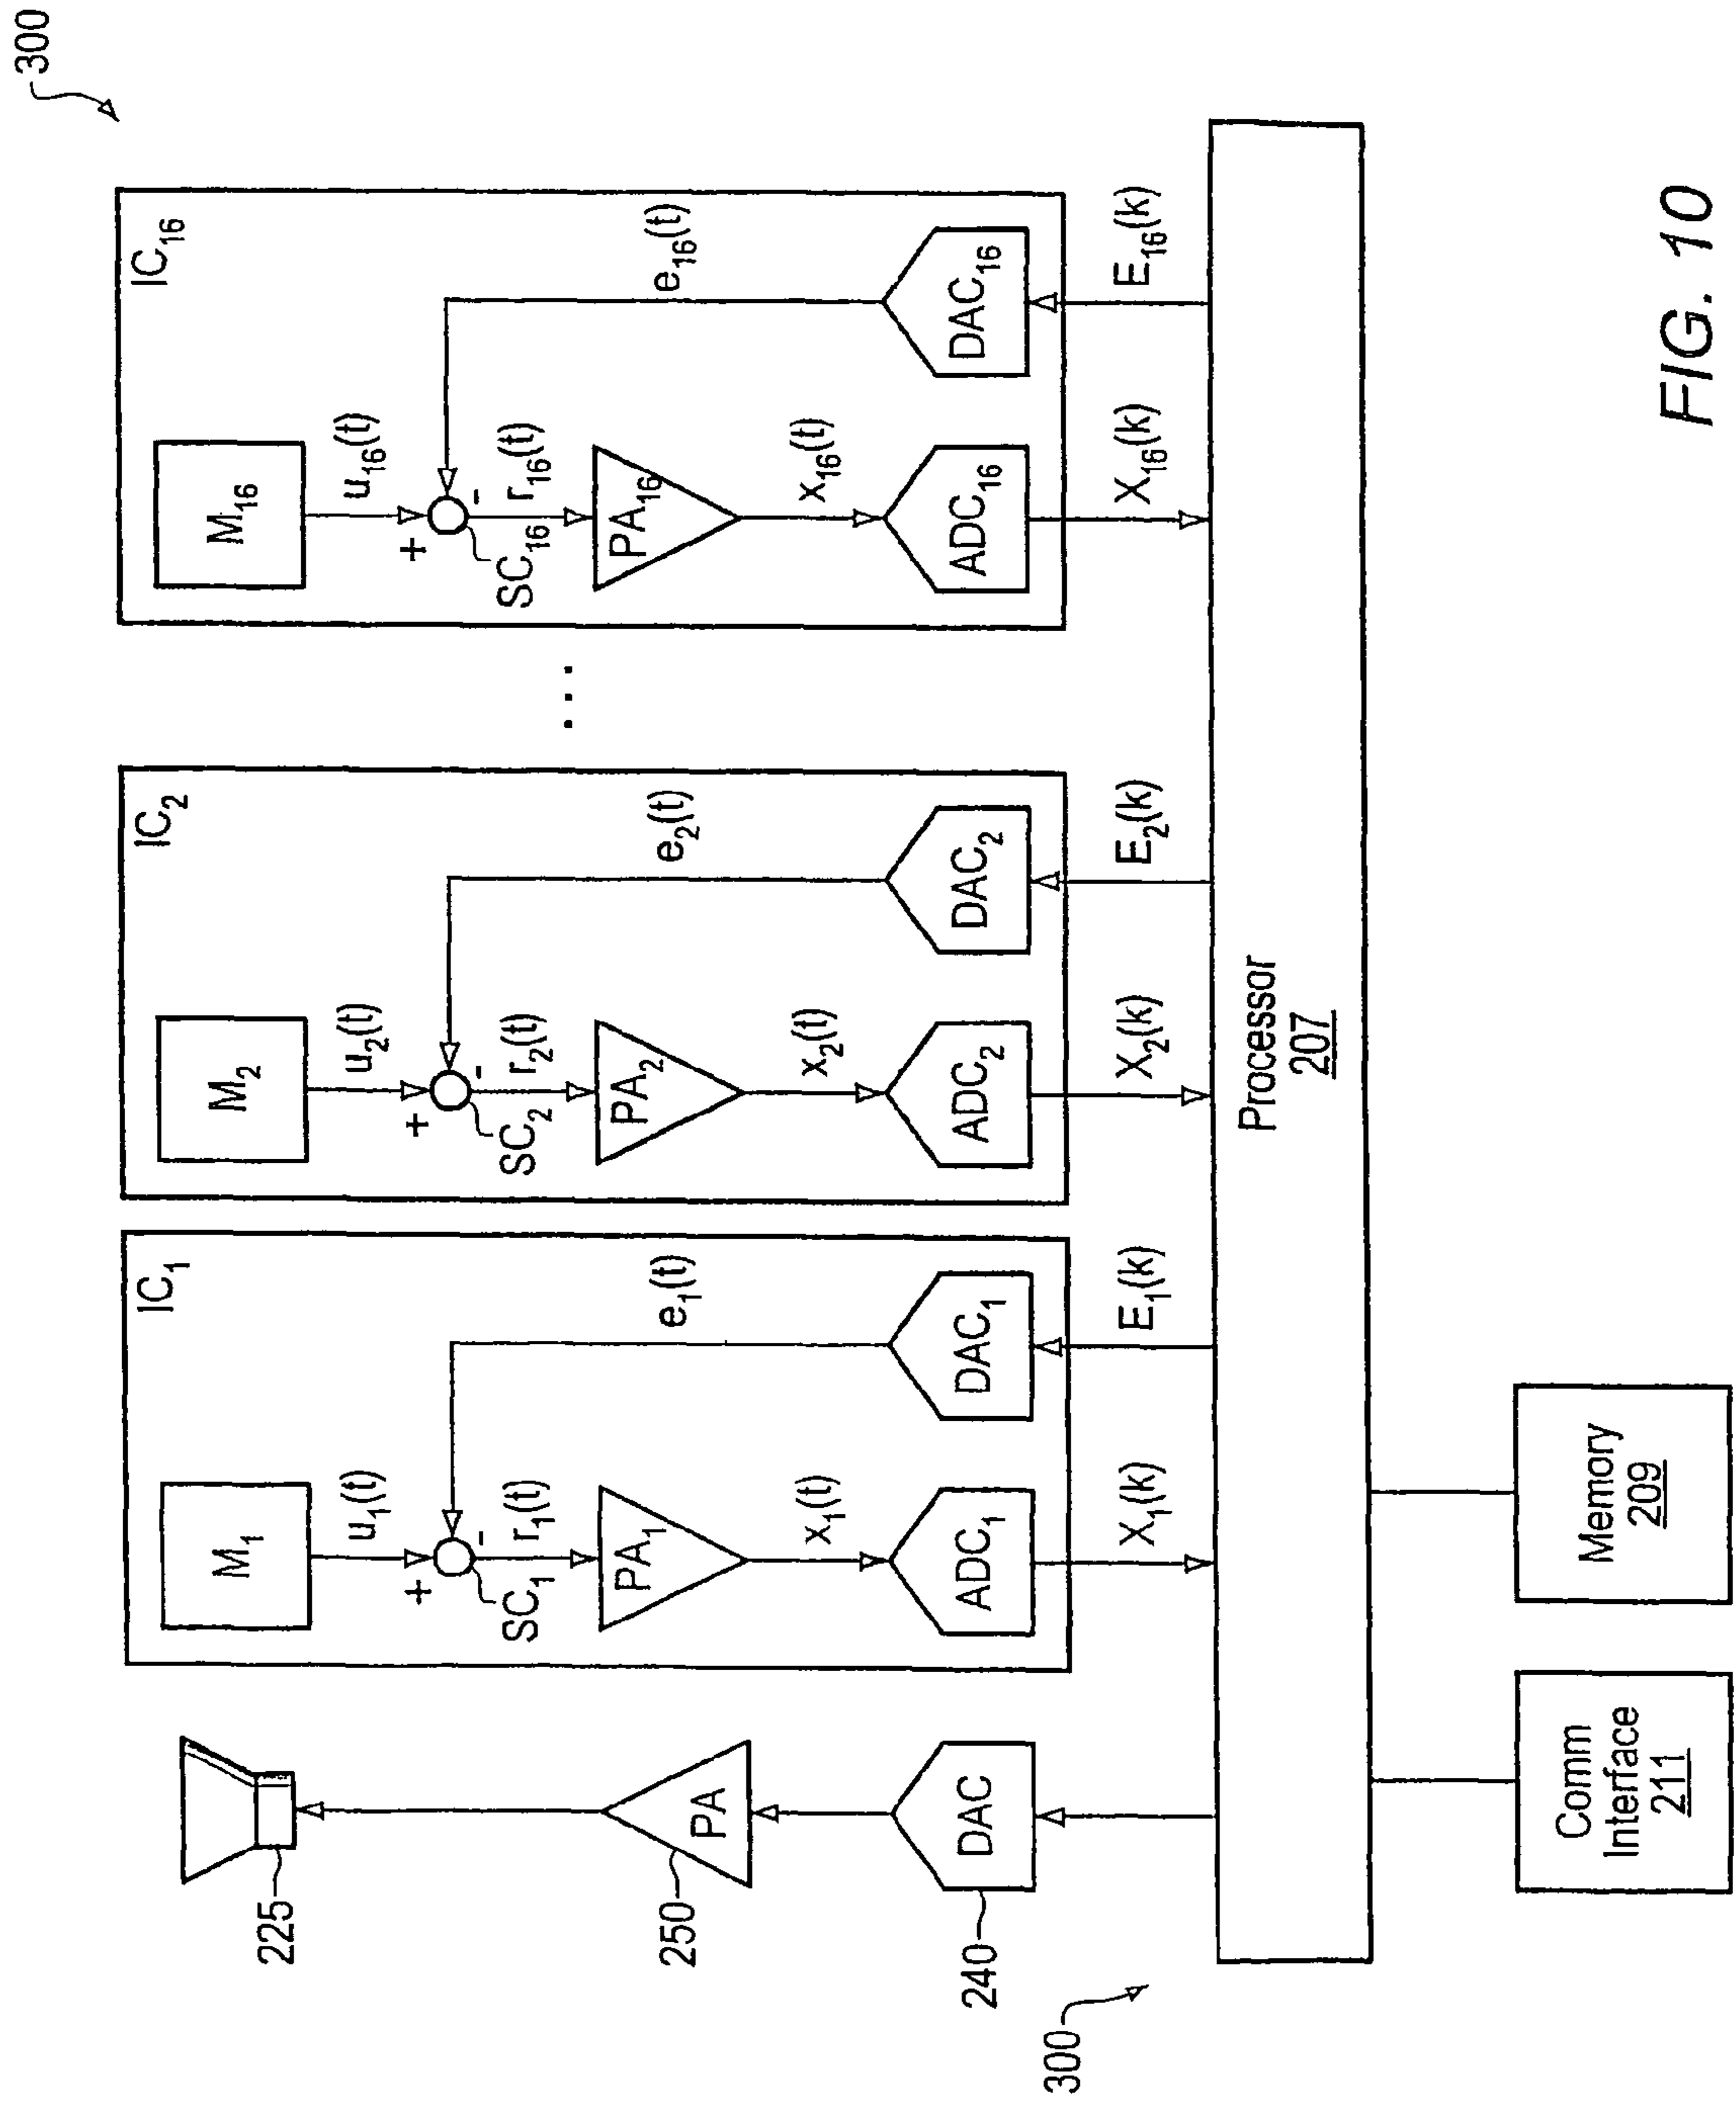 300
IC₁
M₁
u₁(t)
+
-
SC₁
r₁(t)
e₁(t)
PA₁
x₁(t)
ADC₁
DAC₁
X₁(k)
E₁(k)
IC₂
M₂
u₂(t)
+
-
SC₂
r₂(t)
e₂(t)
PA₂
x₂(t)
ADC₂
DAC₂
X₂(k)
E₂(k)
...
IC₁₆
M₁₆
u₁₆(t)
+
-
SC₁₆
r₁₆(t)
e₁₆(t)
PA₁₆
x₁₆(t)
ADC₁₆
DAC₁₆
X₁₆(k)
E₁₆(k)
225
250
PA
240
DAC
300
Processor
207
Comm
Interface
211
Memory
209
FIG. 10